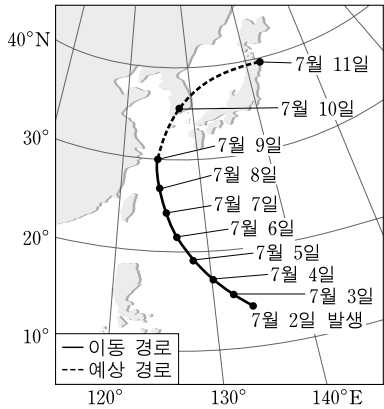 40°N
7월 11일
7월 10일
30°
7월 9일
7월 8일
7월 7일
7월 6일
20°
7월 5일
7월 4일
7월 3일
7월 2일 발생
10°
이동 경로
예상 경로
120°
130°
140°E